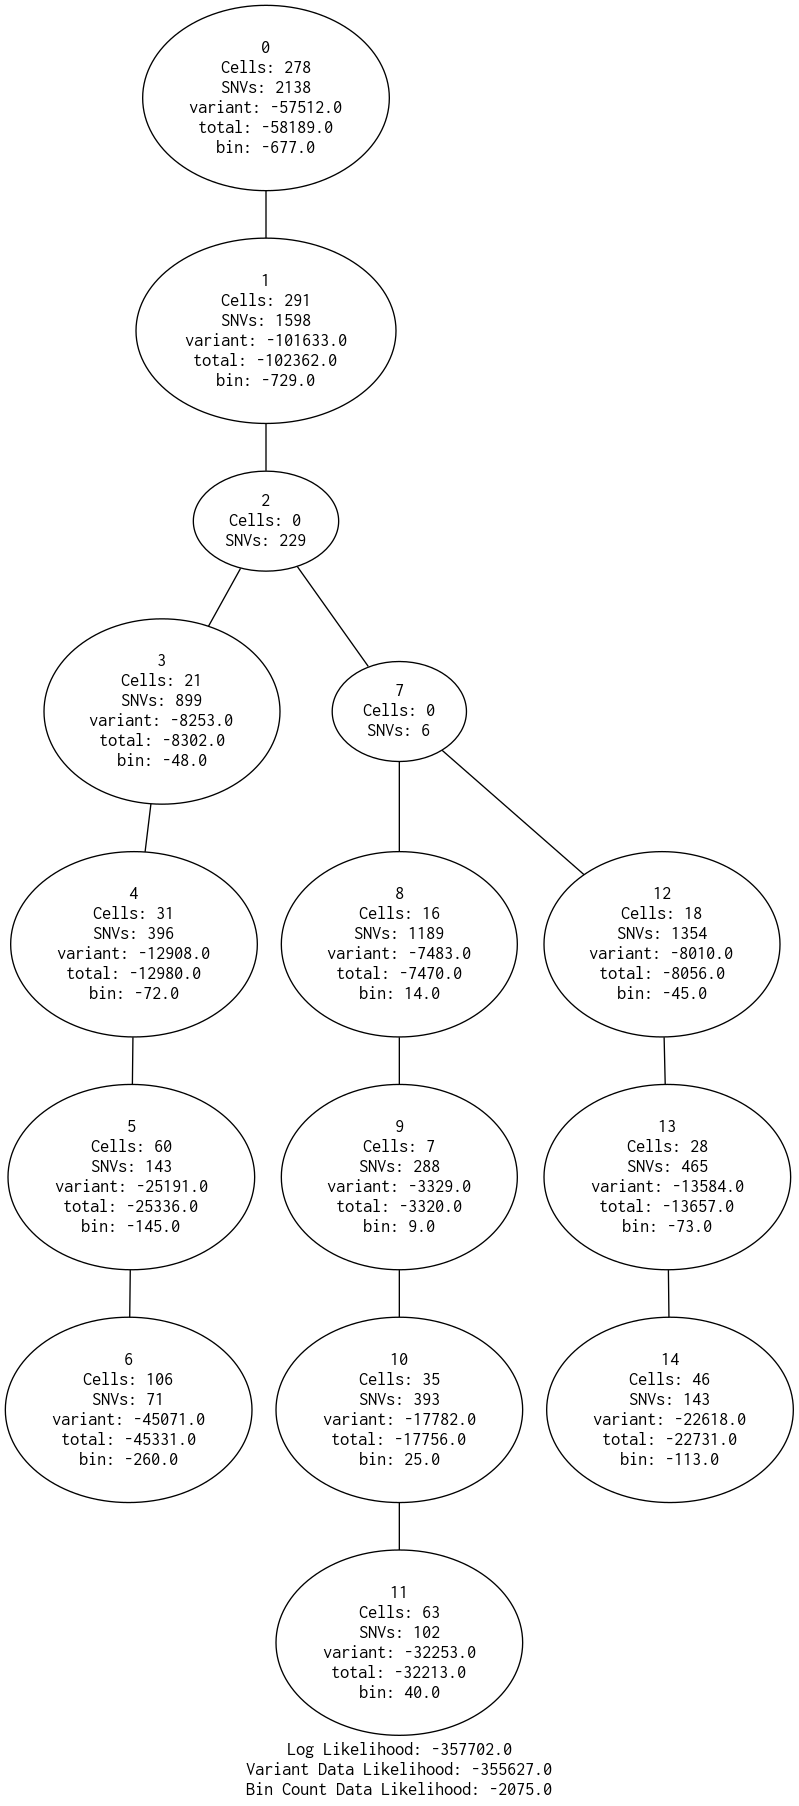 0
Cells: 278
SNVs: 2138
variant: -57512.0
total: -58189.0
bin: -677.0
1
Cells: 291
SNVs: 1598
variant: -101633.0
total: -102362.0
bin: -729.0
2
Cells: 0
SNVs: 229
3
Cells: 21
SNVs: 899
variant: -8253.0
total: -8302.0
bin: -48.0
7
Cells: 0
SNVs: 6
4
Cells: 31
SNVs: 396
variant: -12908.0
total: -12980.0
bin: -72.0
8
Cells: 16
SNVs: 1189
variant: -7483.0
total: -7470.0
bin: 14.0
12
Cells: 18
SNVs: 1354
variant: -8010.0
total: -8056.0
bin: -45.0
5
Cells: 60
SNVs: 143
variant: -25191.0
total: -25336.0
bin: -145.0
9
Cells: 7
SNVs: 288
variant: -3329.0
total: -3320.0
bin: 9.0
13
Cells: 28
SNVs: 465
variant: -13584.0
total: -13657.0
bin: -73.0
6
Cells: 106
SNVs: 71
variant: -45071.0
total: -45331.0
bin: -260.0
10
Cells: 35
SNVs: 393
variant: -17782.0
total: -17756.0
bin: 25.0
14
Cells: 46
SNVs: 143
variant: -22618.0
total: -22731.0
bin: -113.0
11
Cells: 63
SNVs: 102
variant: -32253.0
total: -32213.0
bin: 40.0
Log Likelihood: -357702.0
Variant Data Likelihood: -355627.0
Bin Count Data Likelihood: -2075.0